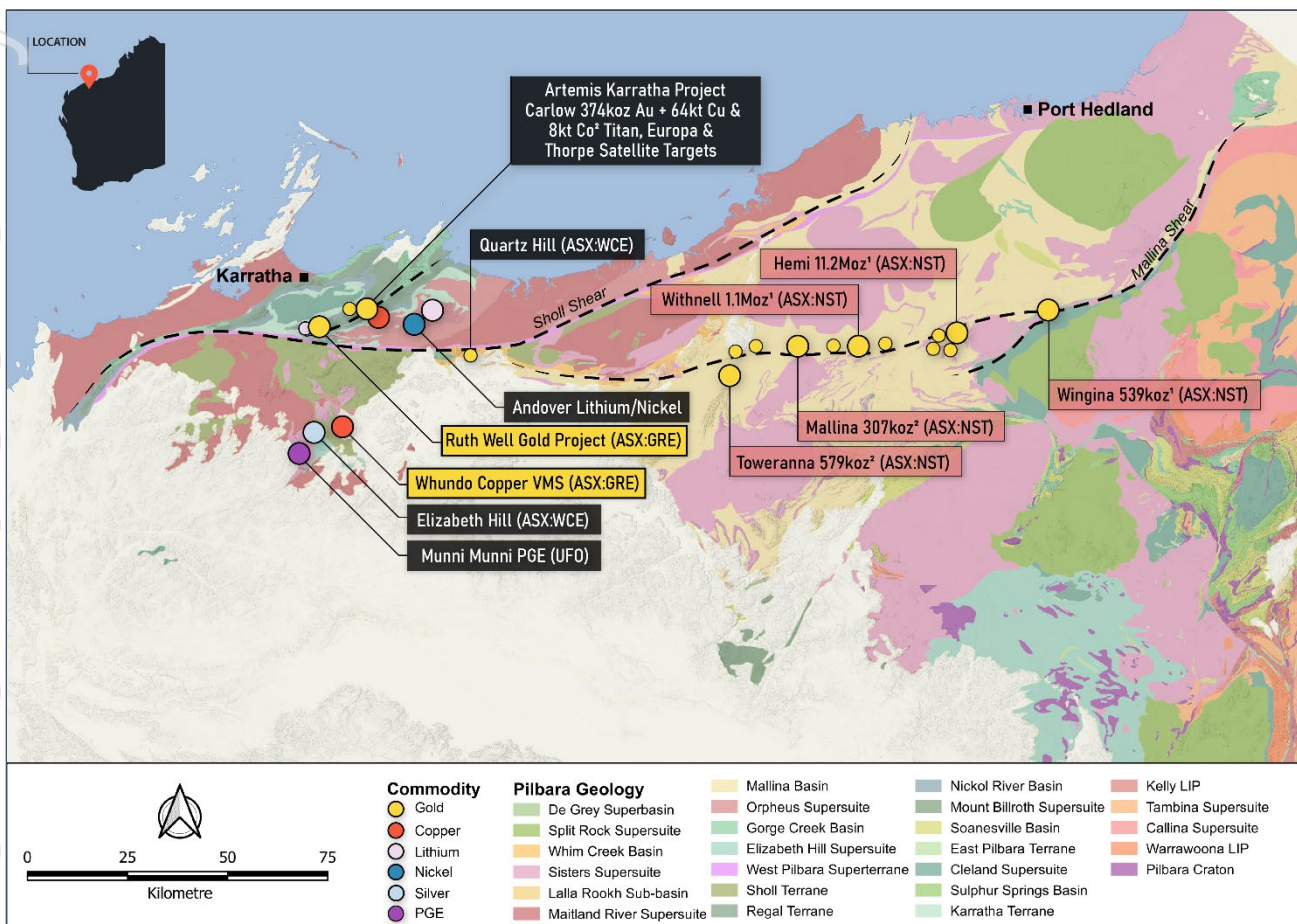 LOCATION
Artemis Karratha Project
Carlow 374koz Au + 64kt Cu &
8kt Co² Titan, Europa &
Thorpe Satellite Targets
Port Hedland
Quartz Hill (ASX:WCE)
Karratha
Hemi 11.2Moz¹ (ASX:NST)
Withnell 1.1Moz¹ (ASX:NST)
Mallina Shear
Sholl Shear
Andover Lithium/Nickel
Wingina 539koz¹ (ASX:NST)
Ruth Well Gold Project (ASX:GRE)
Mallina 307koz² (ASX:NST)
Toweranna 579koz² (ASX:NST)
Whundo Copper VMS (ASX:GRE)
Elizabeth Hill (ASX:WCE)
Munni Munni PGE (UFO)
0 25 50 75
Kilometre
Commodity
Gold
Copper
Lithium
Nickel
Silver
PGE
Pilbara Geology
De Grey Superbasin
Split Rock Supersuite
Whim Creek Basin
Sisters Supersuite
Lalla Rookh Sub-basin
Maitland River Supersuite
Mallina Basin
Orpheus Supersuite
Gorge Creek Basin
Elizabeth Hill Supersuite
West Pilbara Superterrane
Sholl Terrane
Regal Terrane
Nickol River Basin
Mount Billroth Supersuite
Soanesville Basin
East Pilbara Terrane
Cleland Supersuite
Sulphur Springs Basin
Karratha Terrane
Kelly LIP
Tambina Supersuite
Callina Supersuite
Warrawoona LIP
Pilbara Craton